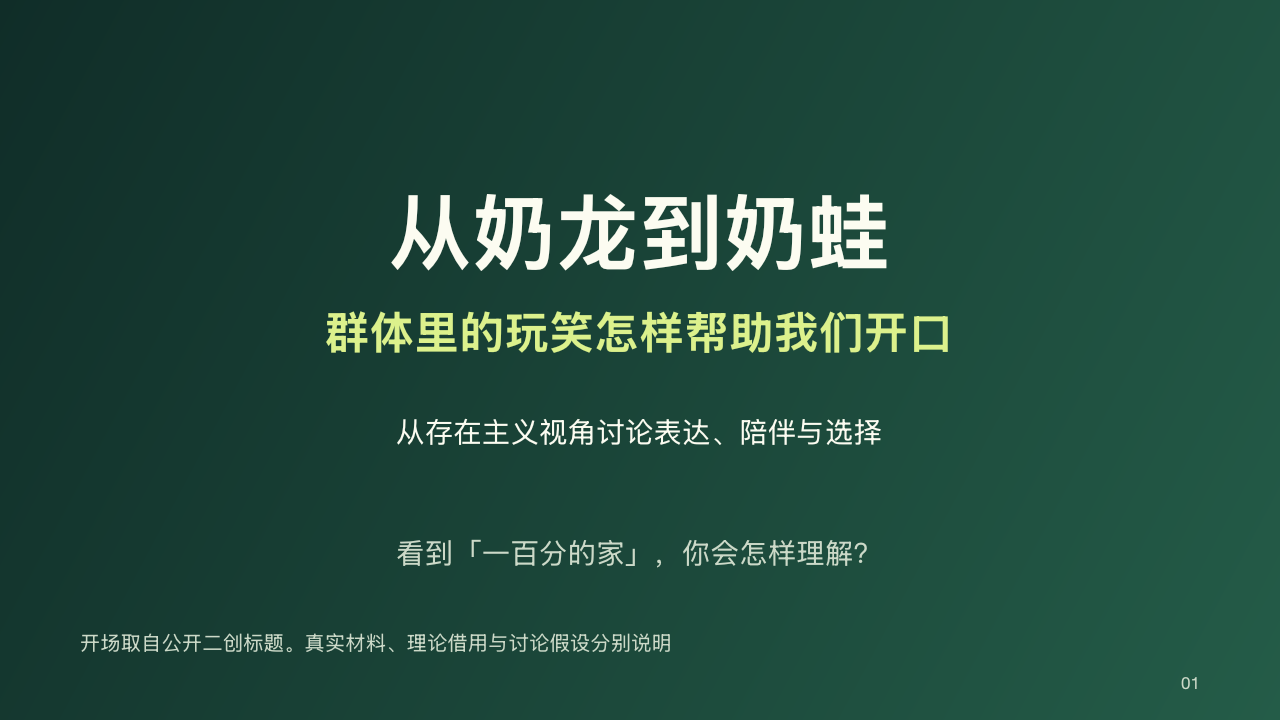 从奶龙到奶蛙
群体里的玩笑怎样帮助我们开口
从存在主义视角讨论表达、陪伴与选择
看到「一百分的家」，你会怎样理解？
开场取自公开二创标题。真实材料、理论借用与讨论假设分别说明
01